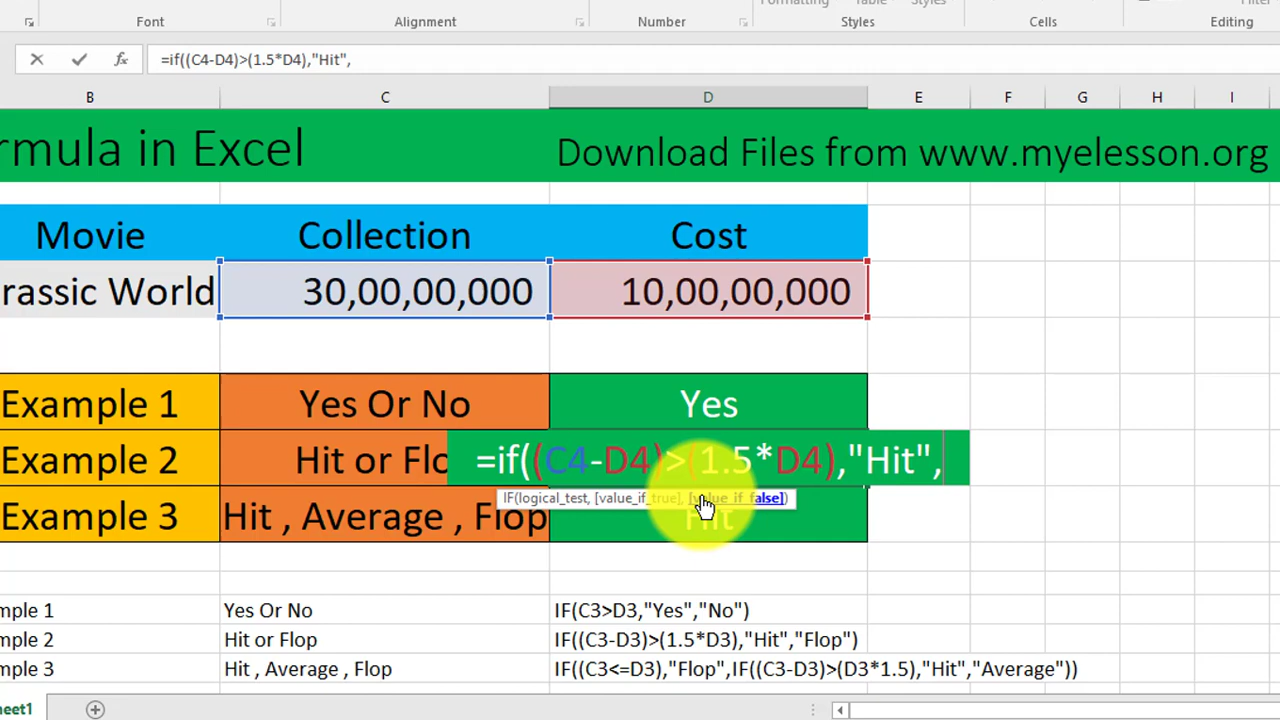 Font Alignment Number Styles Cells Editing
=if((C4-D4)>(1.5*D4),"Hit",
B C D E F G H I
rmula in Excel Download Files from www.myelesson.org
Movie Collection Cost
rassic World 30,00,00,000 10,00,00,000
Example 1 Yes Or No Yes
Example 2 Hit or Flo =if((C4-D4)>(1.5*D4),"Hit",
IF(logical_test, [value_if_true], [value_if_false])
Example 3 Hit , Average , Flop Hit
mple 1 Yes Or No IF(C3>D3,"Yes","No")
mple 2 Hit or Flop IF((C3-D3)>(1.5*D3),"Hit","Flop")
mple 3 Hit , Average , Flop IF((C3<=D3),"Flop",IF((C3-D3)>(D3*1.5),"Hit","Average"))
eet1